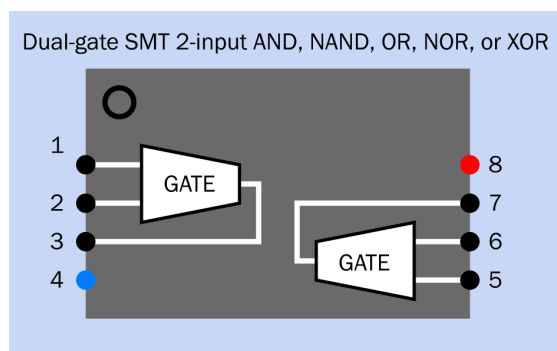 Dual-gate SMT 2-input AND, NAND, OR, NOR, or XOR
1
GATE
8
2
7
3
6
GATE
4
5